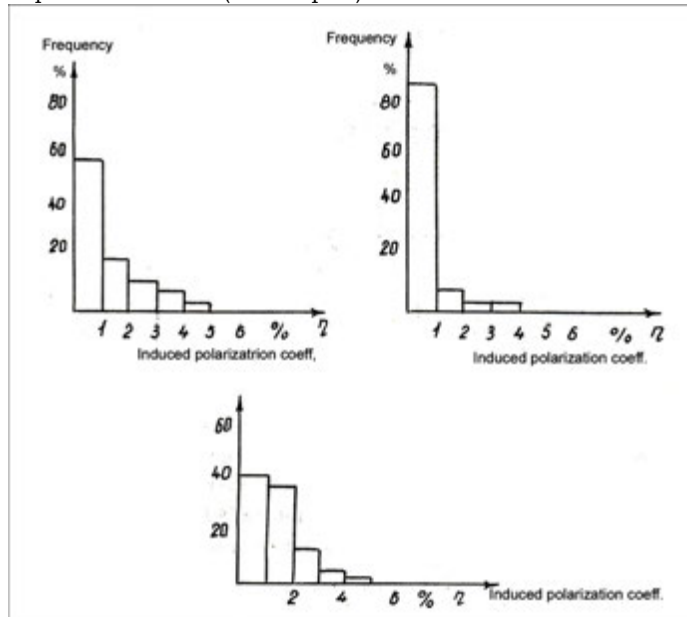 Frequency
%
80
60
40
20
1 2 3 4 5 6 % η
Induced polarizatrion coeff,
Frequency
%
80
60
40
20
1 2 3 4 5 6 % η
Induced polarization coeff.
60
40
20
2 4 6 % η Induced polarization coeff.